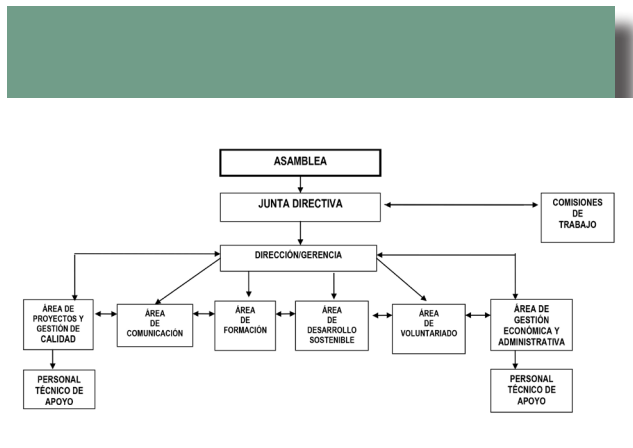 ASAMBLEA
JUNTA DIRECTIVA
COMISIONES
DE
TRABAJO
DIRECCIÓN/GERENCIA
ÁREA DE
PROYECTOS Y
GESTIÓN DE
CALIDAD
ÁREA
DE
COMUNICACIÓN
ÁREA
DE
FORMACIÓN
ÁREA
DE
DESARROLLO
SOSTENIBLE
ÁREA
DE
VOLUNTARIADO
ÁREA DE
GESTIÓN
ECONÓMICA Y
ADMINISTRATIVA
PERSONAL
TÉCNICO DE
APOYO
PERSONAL
TÉCNICO DE
APOYO